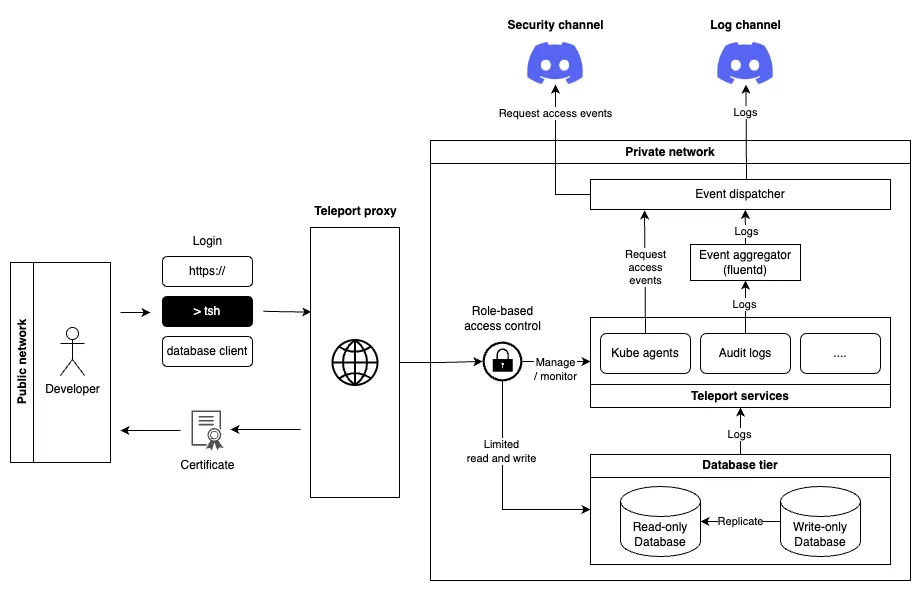 Security channel
Log channel
Request access events
Logs
Private network
Event dispatcher
Teleport proxy
Logs
Login
Request
access
events
Event aggregator
(fluentd)
https://
Logs
> tsh
Role-based
access control
Public network
Developer
database client
Kube agents
Audit logs
....
Manage
/ monitor
Teleport services
Certificate
Limited
read and write
Logs
Database tier
Read-only
Database
Replicate
Write-only
Database